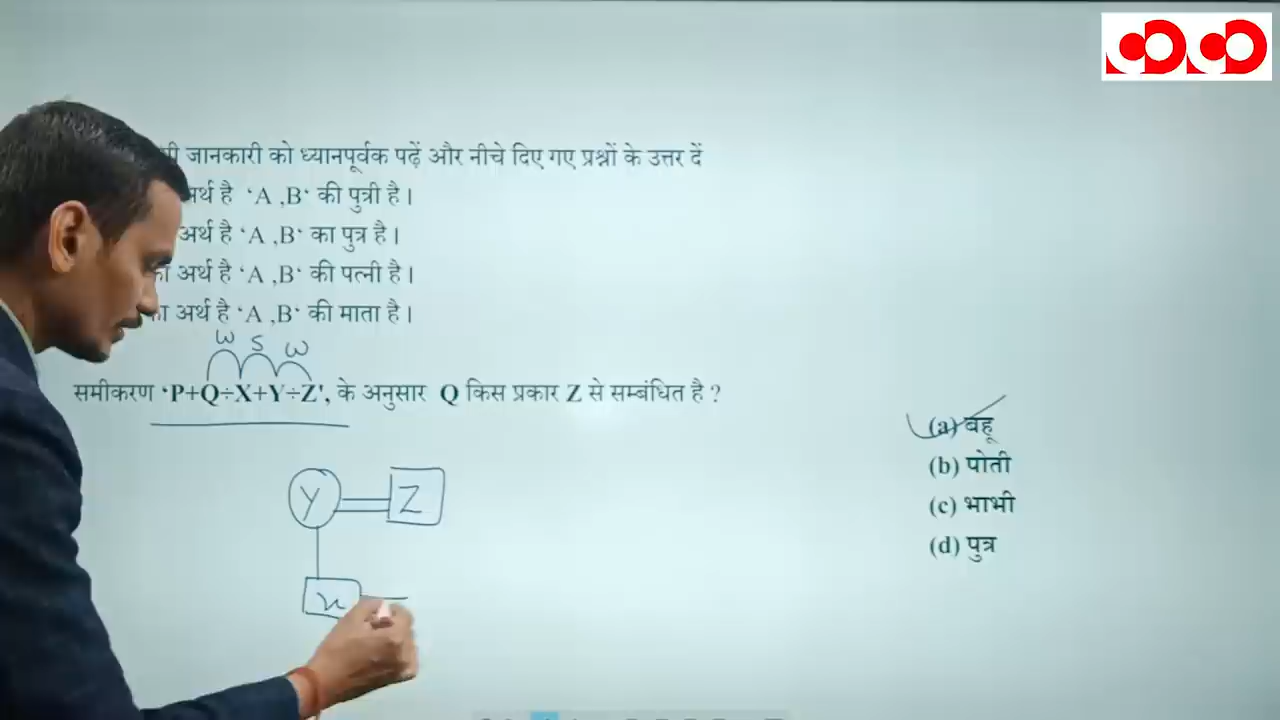 जानकारी को ध्यानपूर्वक पढ़ें और नीचे दिए गए प्रश्नों के उत्तर दें
अर्थ है ‘A ,B‘ की पुत्री है।
अर्थ है ‘A ,B‘ का पुत्र है।
अर्थ है ‘A ,B‘ की पत्नी है।
अर्थ है ‘A ,B‘ की माता है।
W S W
समीकरण ‘P+Q÷X+Y÷Z', के अनुसार Q किस प्रकार Z से सम्बंधित है ?
(a) बहू
(b) पोती
(c) भाभी
(d) पुत्र
Y Z
x